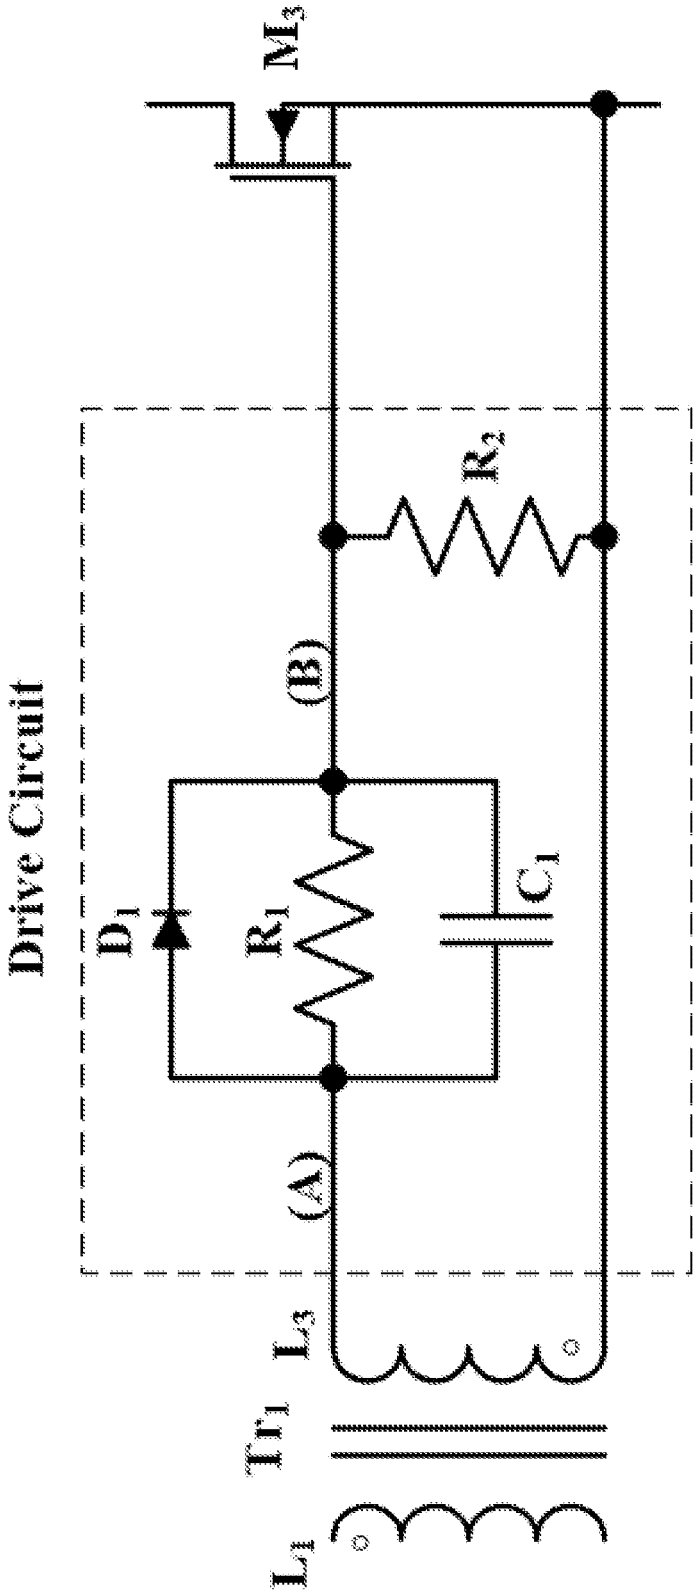 Drive Circuit
D₁
R₁
C₁
(A)
(B)
R₂
M₃
L₁
Tr₁
L₃